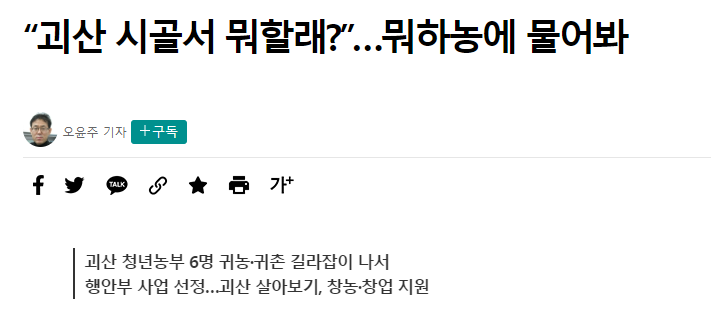 “괴산 시골서 뭐할래?”…뭐하농에 물어봐
오윤주 기자 +구독
TALK 가+
괴산 청년농부 6명 귀농·귀촌 길라잡이 나서
행안부 사업 선정…괴산 살아보기, 창농·창업 지원